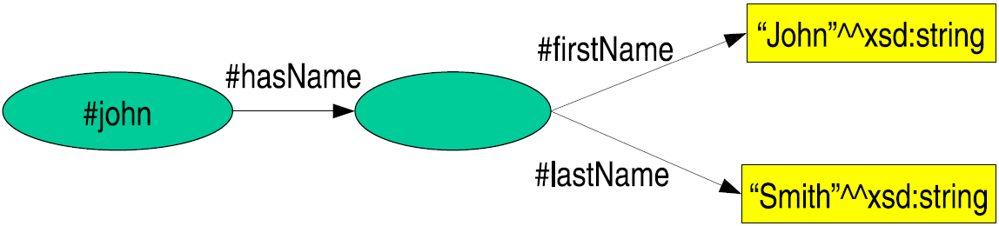 #john
#hasName
#firstName
“John”^^xsd:string
#lastName
“Smith”^^xsd:string